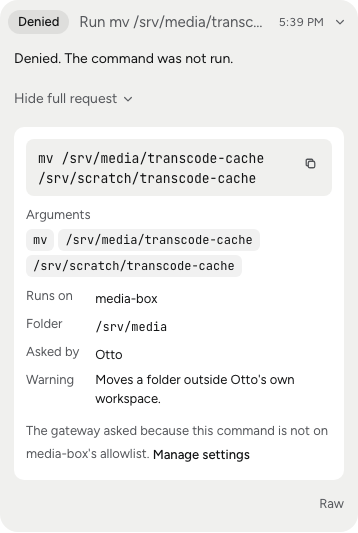 Denied Run mv /srv/media/transc... 5:39 PM
Denied. The command was not run.
Hide full request
mv /srv/media/transcode-cache
/srv/scratch/transcode-cache
Arguments
mv /srv/media/transcode-cache
/srv/scratch/transcode-cache
Runs on media-box
Folder /srv/media
Asked by Otto
Warning Moves a folder outside Otto's own
workspace.
The gateway asked because this command is not on
media-box's allowlist. Manage settings
Raw